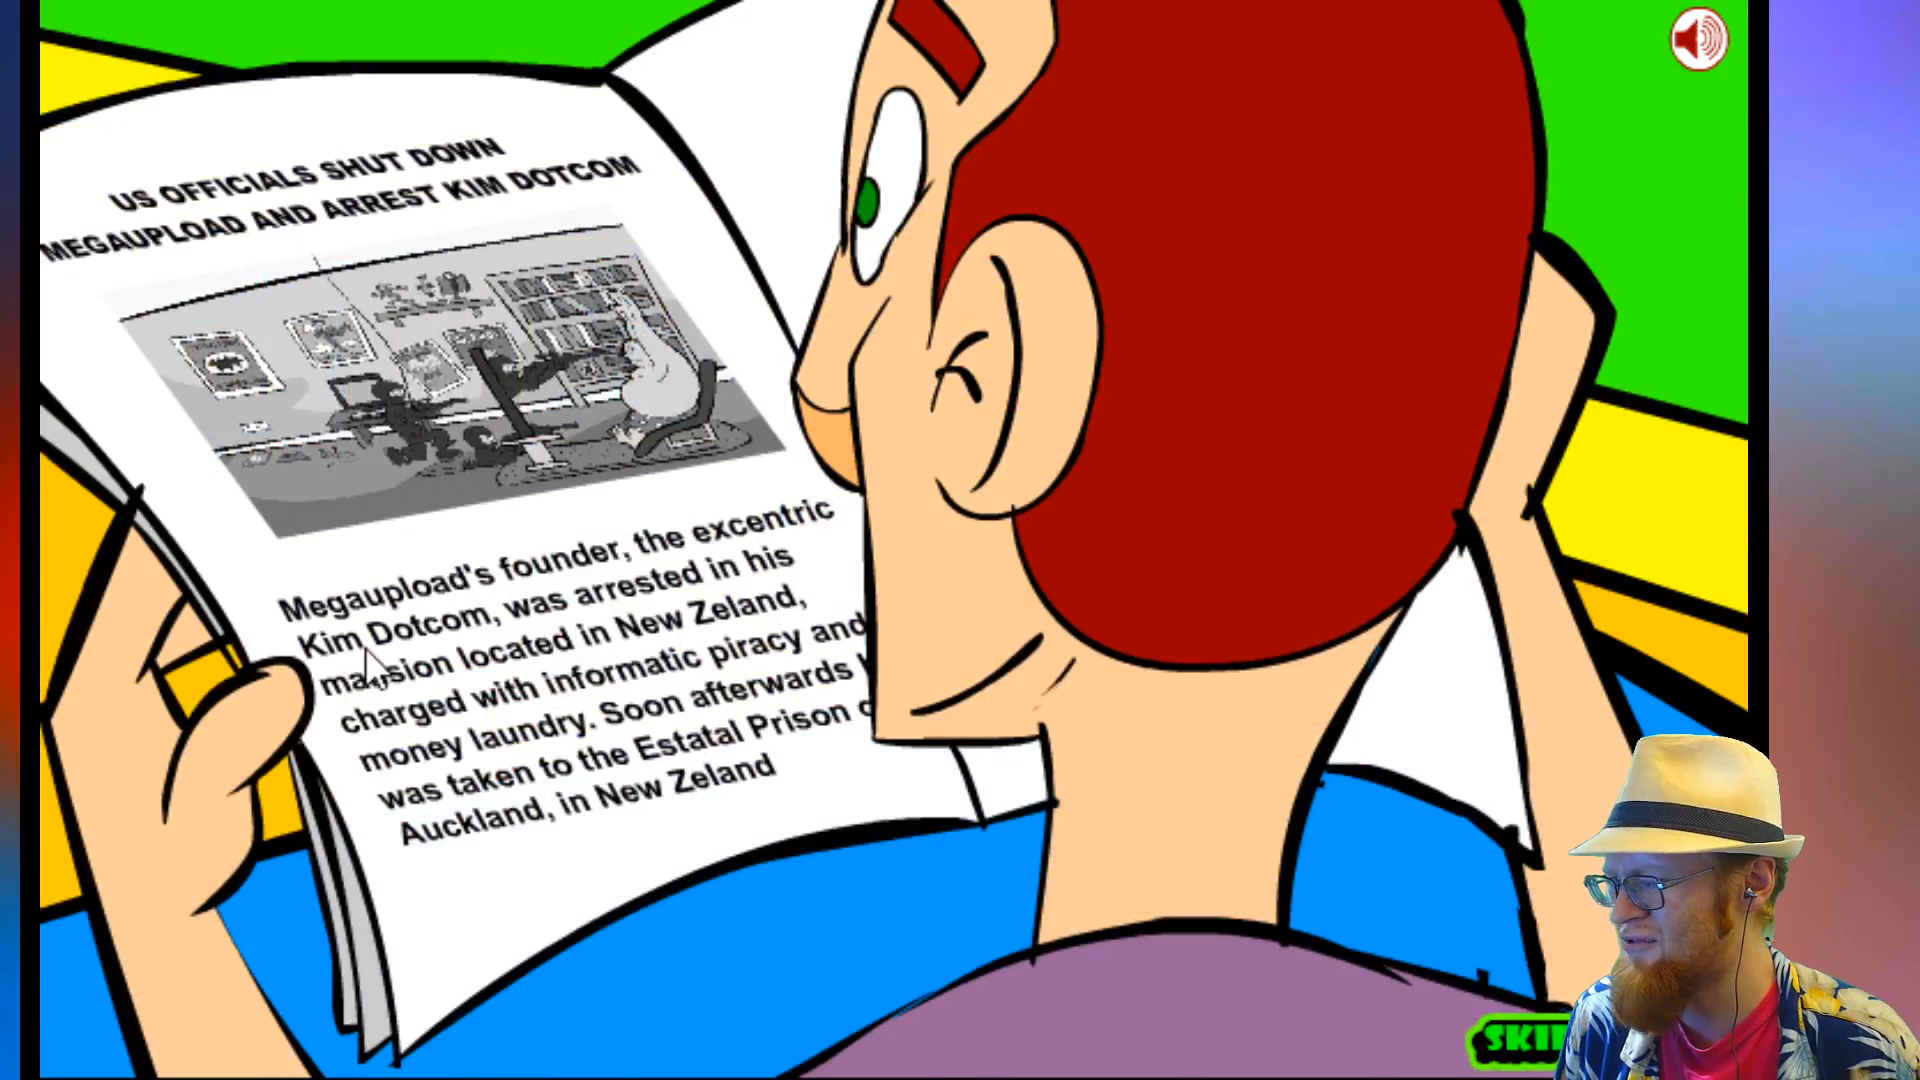 US OFFICIALS SHUT DOWN
MEGAUPLOAD AND ARREST KIM DOTCOM
Megaupload's founder, the excentric
Kim Dotcom, was arrested in his
mansion located in New Zeland,
charged with informatic piracy and
money laundry. Soon afterwards
was taken to the Estatal Prison
Auckland, in New Zeland